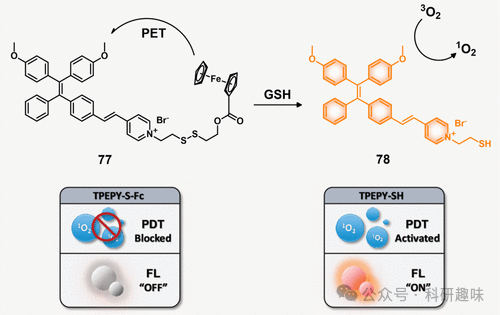 PET
³O₂
¹O₂
O
O
Fe
O
O
GSH
O
O
Br⁻
N⁺
S
S
77
Br⁻
N⁺
SH
78
TPEPY-S-Fc
¹O₂
¹O₂
PDT
Blocked
FL
"OFF"
TPEPY-SH
¹O₂
¹O₂
PDT
Activated
FL
"ON"
公众号 · 科研趣味